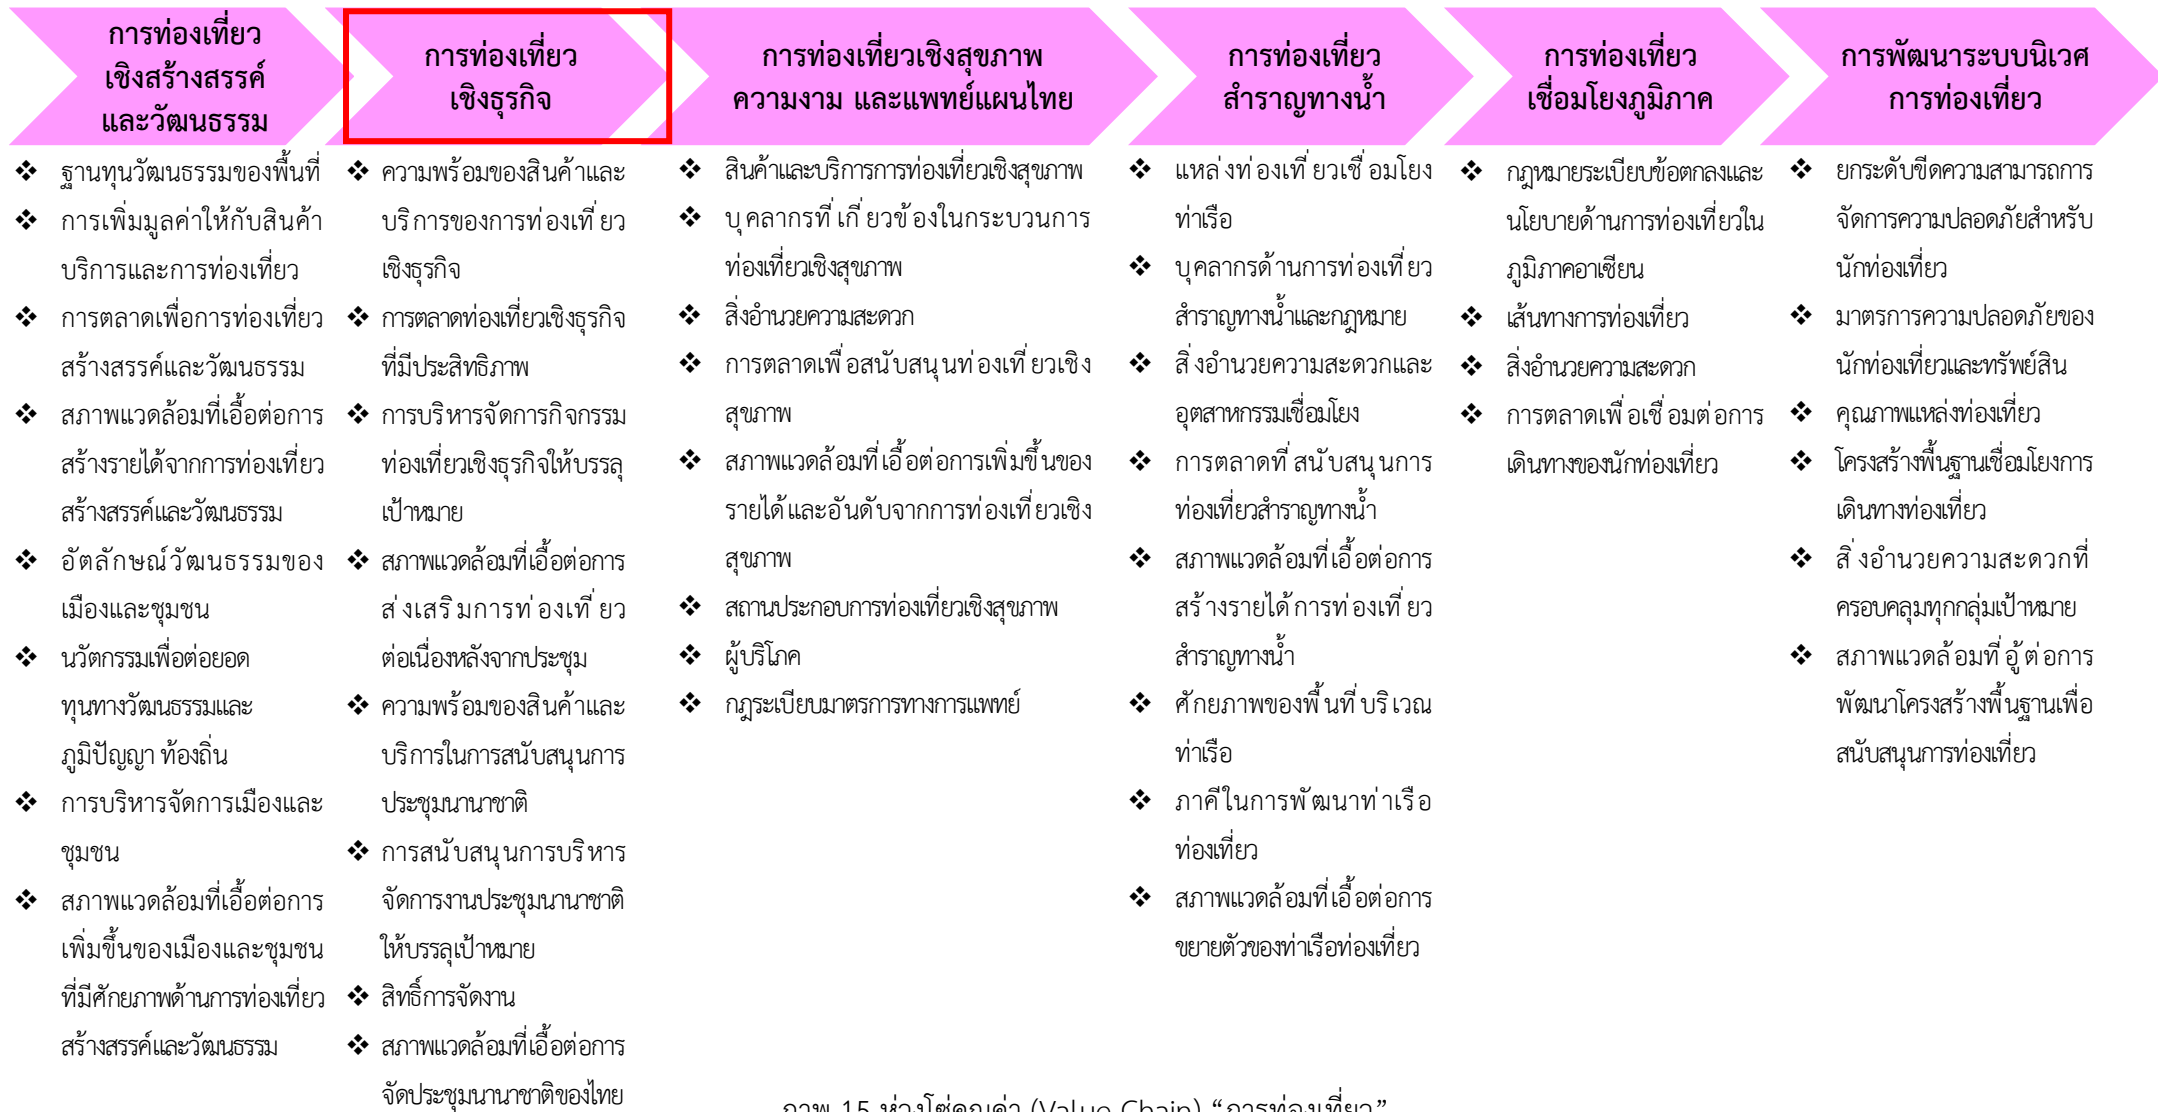 การท่องเที่ยว
เชิงสร้างสรรค์
และวัฒนธรรม
❖ ฐานทุนวัฒนธรรมของพื้นที่
❖ การเพิ่มมูลค่าให้กับสินค้า
บริการและการท่องเที่ยว
❖ การตลาดเพื่อการท่องเที่ยว
สร้างสรรค์และวัฒนธรรม
❖ สภาพแวดล้อมที่เอื้อต่อการ
สร้างรายได้จากการท่องเที่ยว
สร้างสรรค์และวัฒนธรรม
❖ อัตลักษณ์วัฒนธรรมของ
เมืองและชุมชน
❖ นวัตกรรมเพื่อต่อยอด
ทุนทางวัฒนธรรมและ
ภูมิปัญญา ท้องถิ่น
❖ การบริหารจัดการเมืองและ
ชุมชน
❖ สภาพแวดล้อมที่เอื้อต่อการ
เพิ่มขึ้นของเมืองและชุมชน
ที่มีศักยภาพด้านการท่องเที่ยว
สร้างสรรค์และวัฒนธรรม
การท่องเที่ยว
เชิงธุรกิจ
❖ ความพร้อมของสินค้าและ
บริการของการท่องเที่ยว
เชิงธุรกิจ
❖ การตลาดท่องเที่ยวเชิงธุรกิจ
ที่มีประสิทธิภาพ
❖ การบริหารจัดการกิจกรรม
ท่องเที่ยวเชิงธุรกิจให้บรรลุ
เป้าหมาย
❖ สภาพแวดล้อมที่เอื้อต่อการ
ส่งเสริมการท่องเที่ยว
ต่อเนื่องหลังจากประชุม
❖ ความพร้อมของสินค้าและ
บริการในการสนับสนุนการ
ประชุมนานาชาติ
❖ การสนับสนุนการบริหาร
จัดการงานประชุมนานาชาติ
ให้บรรลุเป้าหมาย
❖ สิทธิ์การจัดงาน
❖ สภาพแวดล้อมที่เอื้อต่อการ
จัดประชุมนานาชาติของไทย
การท่องเที่ยวเชิงสุขภาพ
ความงาม และแพทย์แผนไทย
❖ สินค้าและบริการการท่องเที่ยวเชิงสุขภาพ
❖ บุคลากรที่เกี่ยวข้องในกระบวนการ
ท่องเที่ยวเชิงสุขภาพ
❖ สิ่งอำนวยความสะดวก
❖ การตลาดเพื่อสนับสนุนท่องเที่ยวเชิง
สุขภาพ
❖ สภาพแวดล้อมที่เอื้อต่อการเพิ่มขึ้นของ
รายได้และอันดับจากการท่องเที่ยวเชิง
สุขภาพ
❖ สถานประกอบการท่องเที่ยวเชิงสุขภาพ
❖ ผู้บริโภค
❖ กฎระเบียบมาตรการทางการแพทย์
การท่องเที่ยว
สำราญทางน้ำ
❖ แหล่งท่องเที่ยวเชื่อมโยง
ท่าเรือ
❖ บุคลากรด้านการท่องเที่ยว
สำราญทางน้ำและกฎหมาย
❖ สิ่งอำนวยความสะดวกและ
อุตสาหกรรมเชื่อมโยง
❖ การตลาดที่สนับสนุนการ
ท่องเที่ยวสำราญทางน้ำ
❖ สภาพแวดล้อมที่เอื้อต่อการ
สร้างรายได้การท่องเที่ยว
สำราญทางน้ำ
❖ ศักยภาพของพื้นที่บริเวณ
ท่าเรือ
❖ ภาคีในการพัฒนาท่าเรือ
ท่องเที่ยว
❖ สภาพแวดล้อมที่เอื้อต่อการ
ขยายตัวของท่าเรือท่องเที่ยว
การท่องเที่ยว
เชื่อมโยงภูมิภาค
❖ กฎหมายระเบียบข้อตกลงและ
นโยบายด้านการท่องเที่ยวใน
ภูมิภาคอาเซียน
❖ เส้นทางการท่องเที่ยว
❖ สิ่งอำนวยความสะดวก
❖ การตลาดเพื่อเชื่อมต่อการ
เดินทางของนักท่องเที่ยว
การพัฒนาระบบนิเวศ
การท่องเที่ยว
❖ ยกระดับขีดความสามารถการ
จัดการความปลอดภัยสำหรับ
นักท่องเที่ยว
❖ มาตรการความปลอดภัยของ
นักท่องเที่ยวและทรัพย์สิน
❖ คุณภาพแหล่งท่องเที่ยว
❖ โครงสร้างพื้นฐานเชื่อมโยงการ
เดินทางท่องเที่ยว
❖ สิ่งอำนวยความสะดวกที่
ครอบคลุมทุกกลุ่มเป้าหมาย
❖ สภาพแวดล้อมที่อู้ต่อการ
พัฒนาโครงสร้างพื้นฐานเพื่อ
สนับสนุนการท่องเที่ยว
ภาพ 15 ห่วงโซ่คุณค่า (Value Chain) “การท่องเที่ยว”